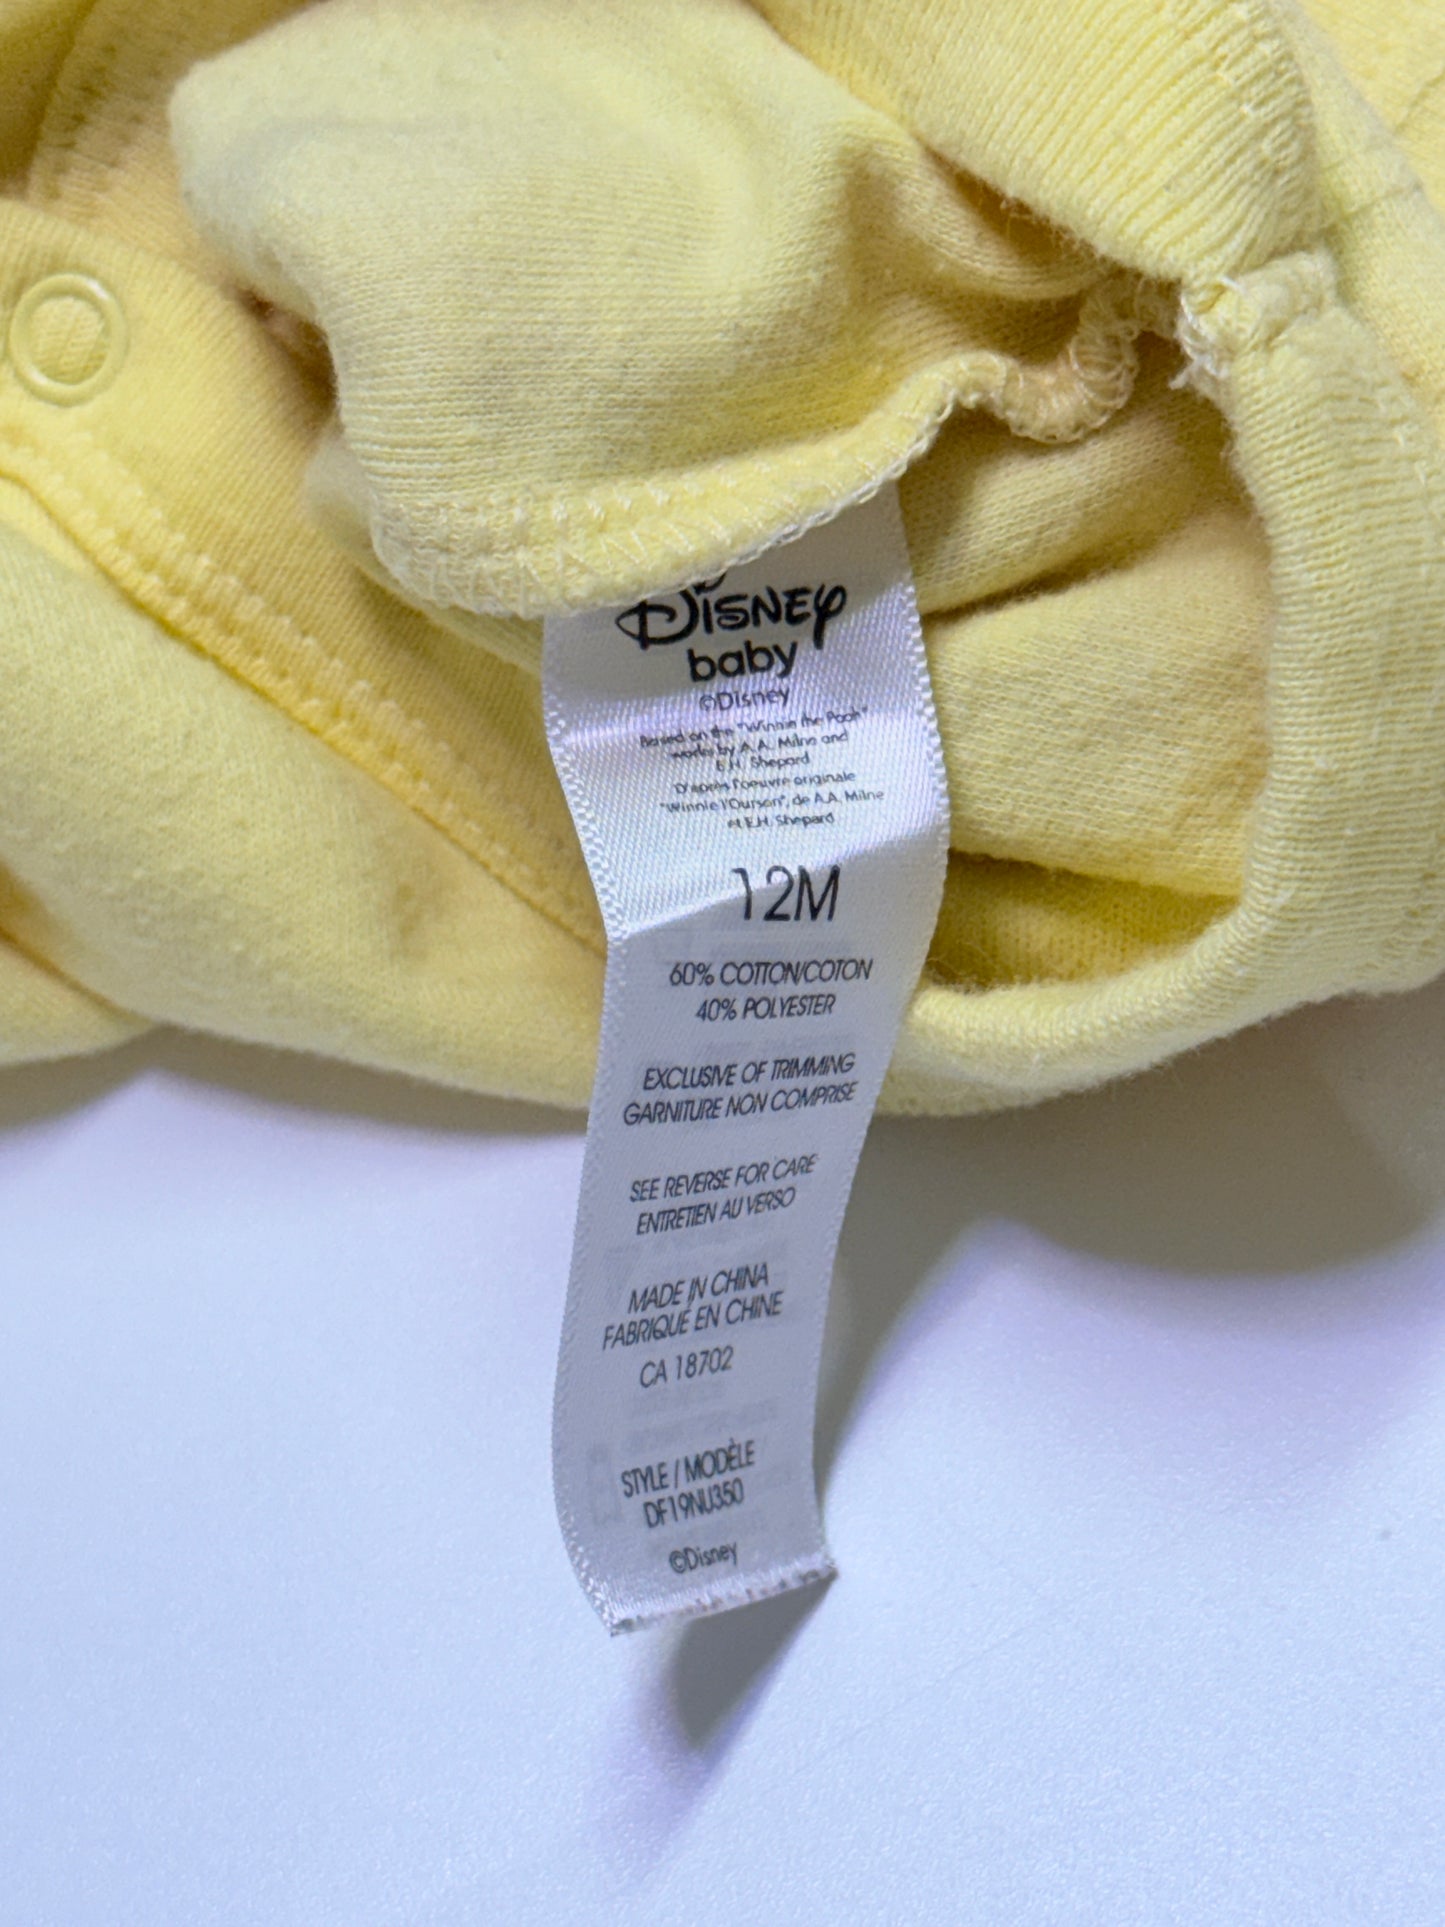 Disney
baby
©Disney
Based on the "Winnie the Pooh"
works by A.A. Milne and
E.H. Shepard
D'après l'oeuvre originale
"Winnie l'Ourson", de A.A. Milne
et E.H. Shepard
12M
60% COTTON/COTON
40% POLYESTER
EXCLUSIVE OF TRIMMING
GARNITURE NON COMPRISE
SEE REVERSE FOR CARE
ENTRETIEN AU VERSO
MADE IN CHINA
FABRIQUÉ EN CHINE
CA 18702
STYLE / MODÈLE
DF19NU350
©Disney